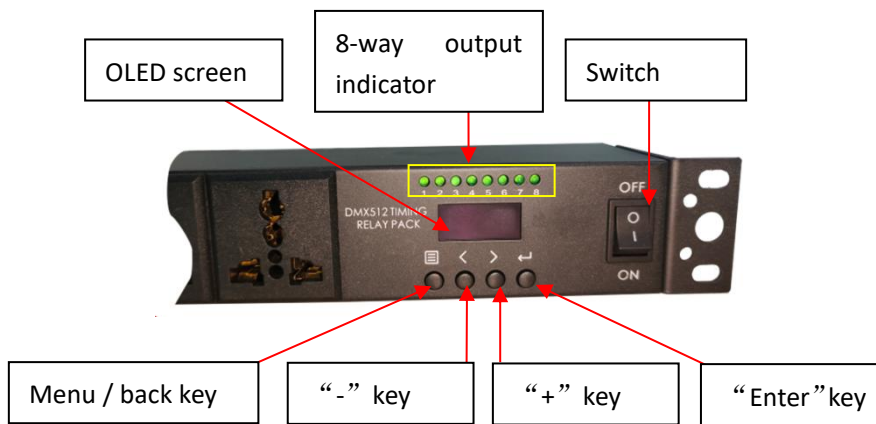 8-way output
indicator
OLED screen
Switch
1 2 3 4 5 6 7 8
OFF
DMX512 TIMING
RELAY PACK
O
I
< >
ON
Menu / back key
“-” key
“+” key
“Enter”key